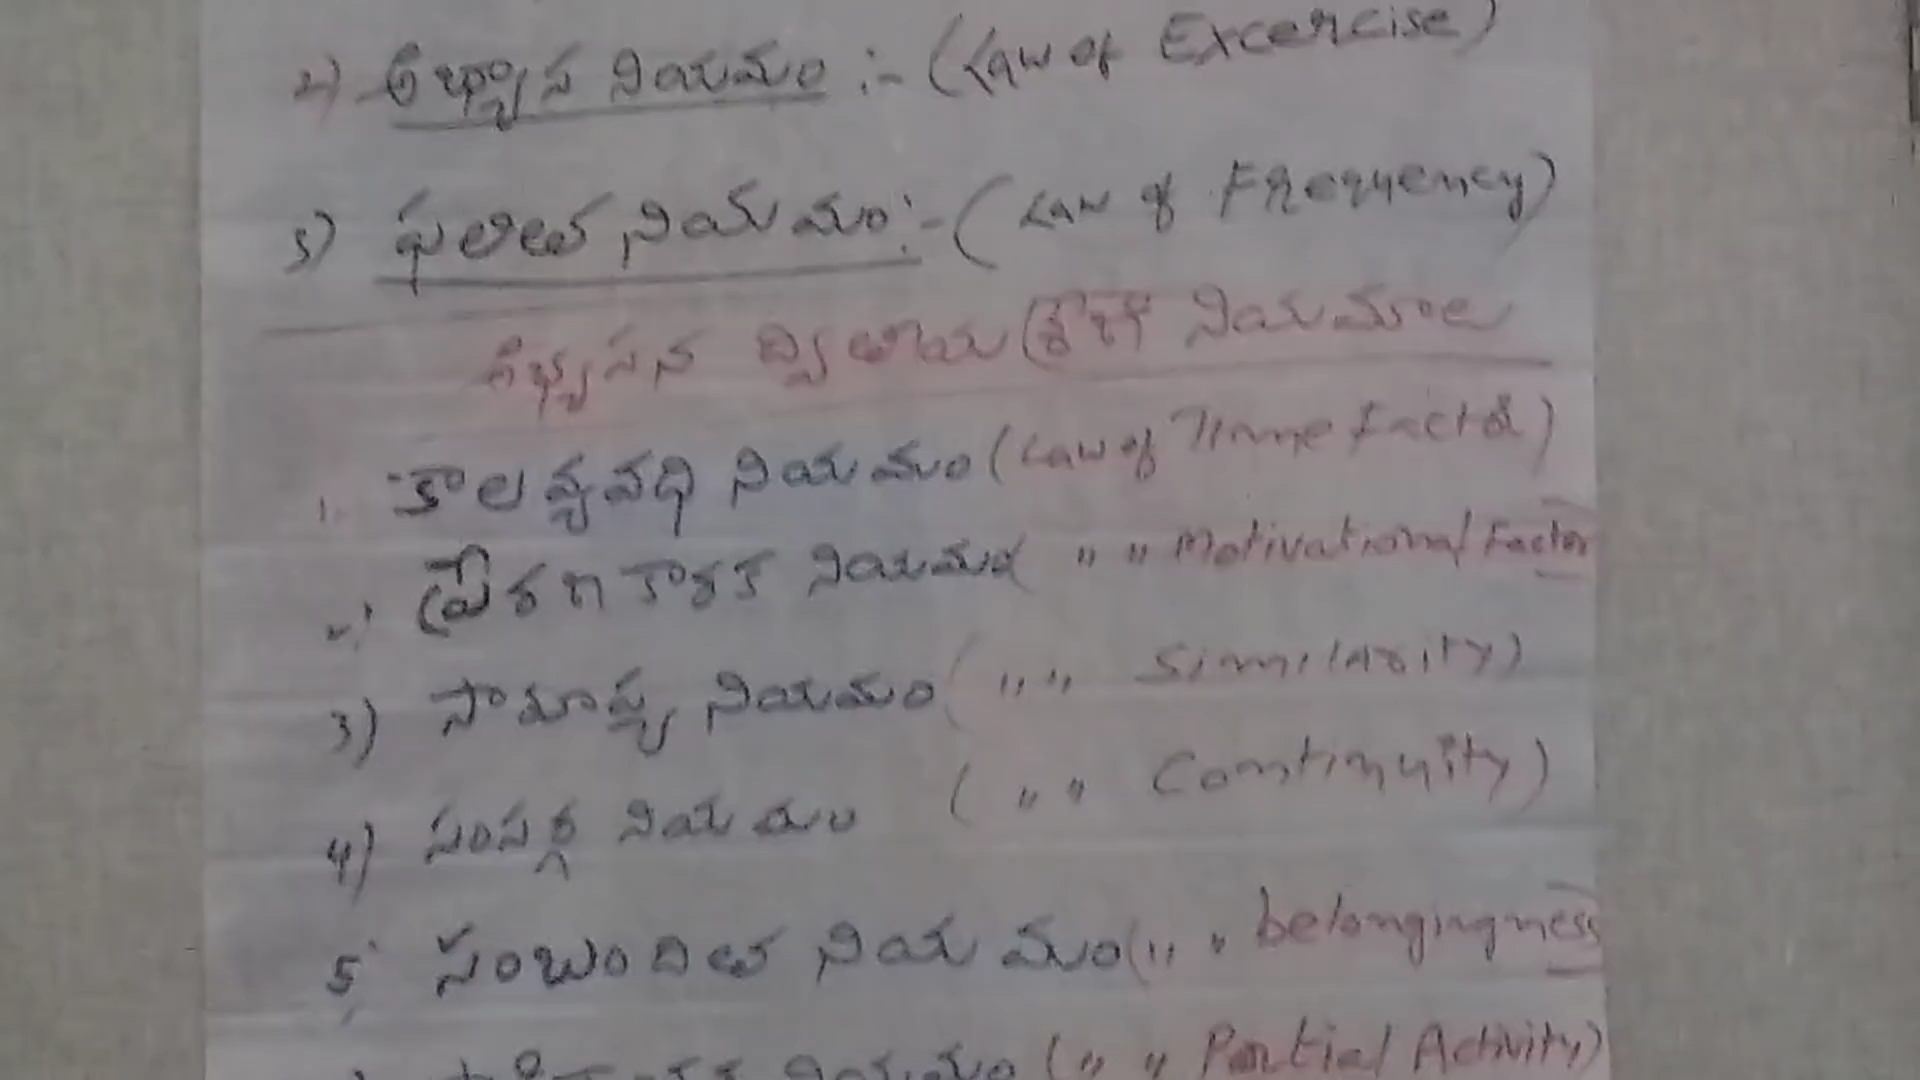 2) అభ్యాస నియమం :- (Law of Excercise)
3) ఫలిత నియమం :- (Law of Frequency)
అభ్యసన ద్వితీయ శ్రేణి నియమాలు
1. కాలవ్యవధి నియమం (Law of Time factor)
2) ప్రేరణ కారక నియమం ( " " Motivational Factor
3) సామీప్య నియమం ( " " Similarity)
4) సంసర్గ నియమం ( " " Continuity)
5 సంబందిత నియమం ( " " belongingness
నియమం ( " " Partial Activity)